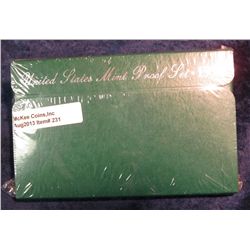 United States Mint Proof Set
McKee Coins,Inc
Aug2013 Item# 231